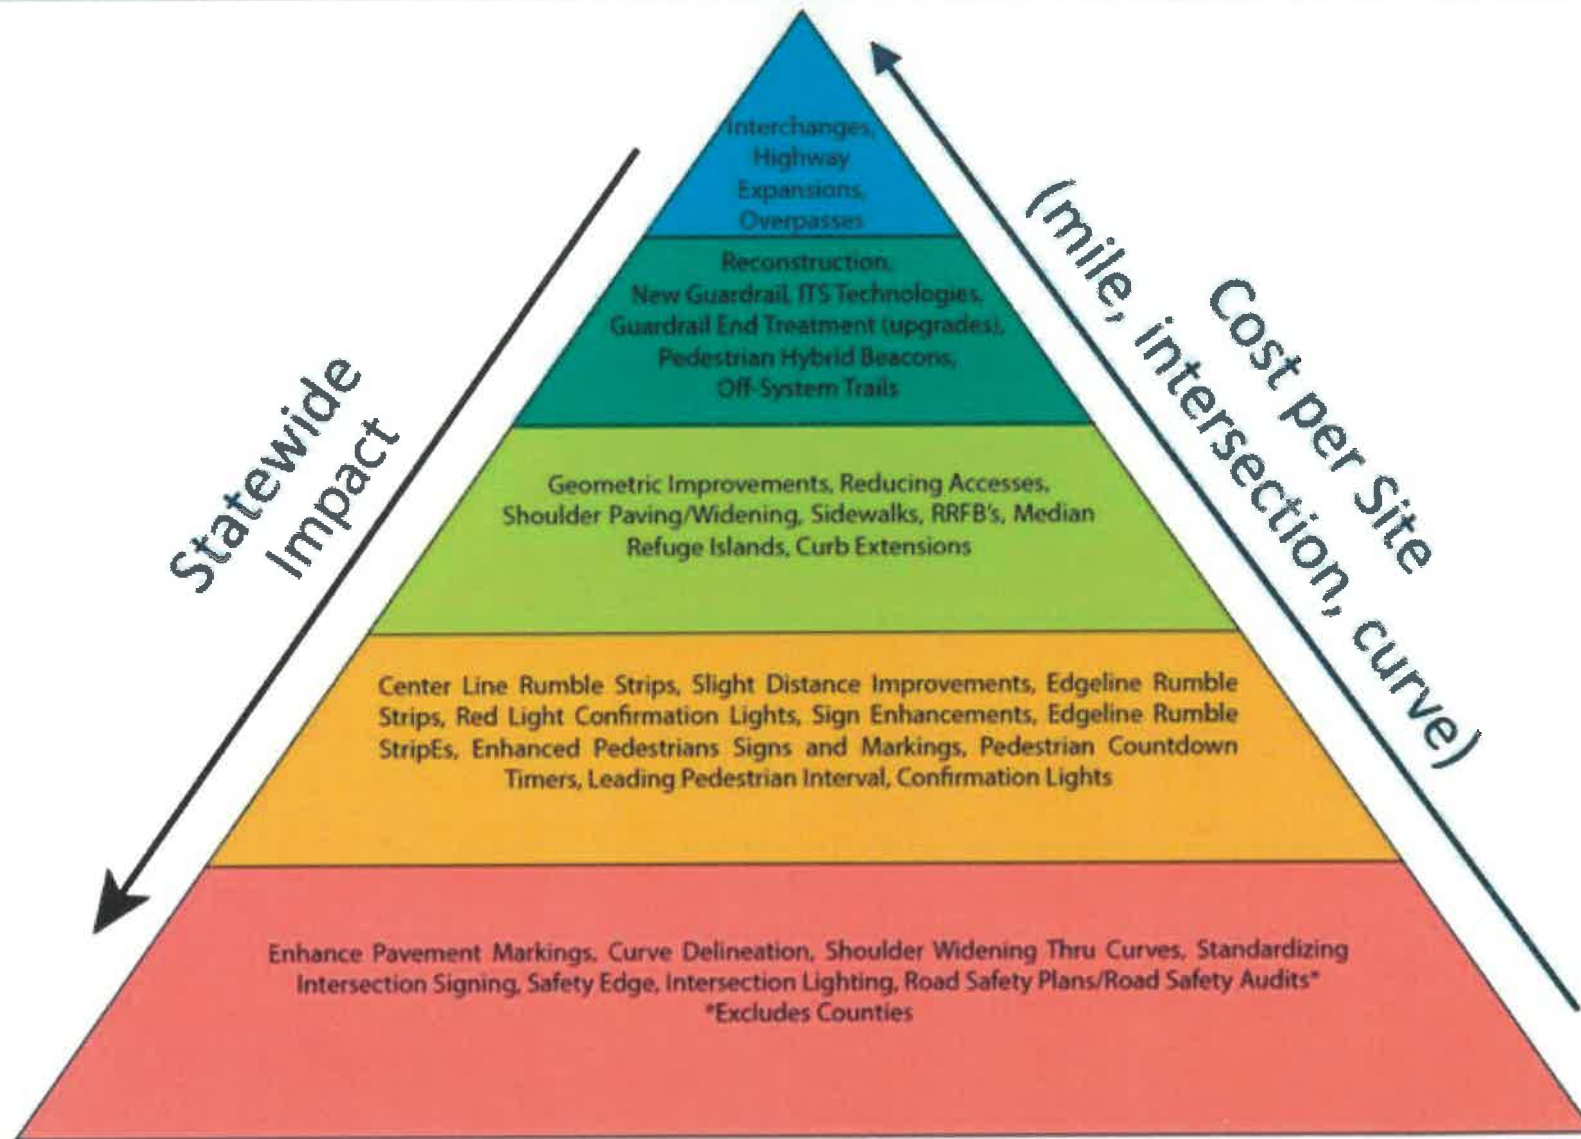 Interchanges,
Highway
Expansions,
Overpasses
Reconstruction,
New Guardrail, ITS Technologies,
Guardrail End Treatment (upgrades),
Pedestrian Hybrid Beacons,
Off-System Trails
Geometric Improvements, Reducing Accesses,
Shoulder Paving/Widening, Sidewalks, RRFB's, Median
Refuge Islands, Curb Extensions
Center Line Rumble Strips, Slight Distance Improvements, Edgeline Rumble
Strips, Red Light Confirmation Lights, Sign Enhancements, Edgeline Rumble
StripEs, Enhanced Pedestrians Signs and Markings, Pedestrian Countdown
Timers, Leading Pedestrian Interval, Confirmation Lights
Enhance Pavement Markings, Curve Delineation, Shoulder Widening Thru Curves, Standardizing
Intersection Signing, Safety Edge, Intersection Lighting, Road Safety Plans/Road Safety Audits*
*Excludes Counties
Statewide
Impact
Cost per Site
(mile, intersection, curve)